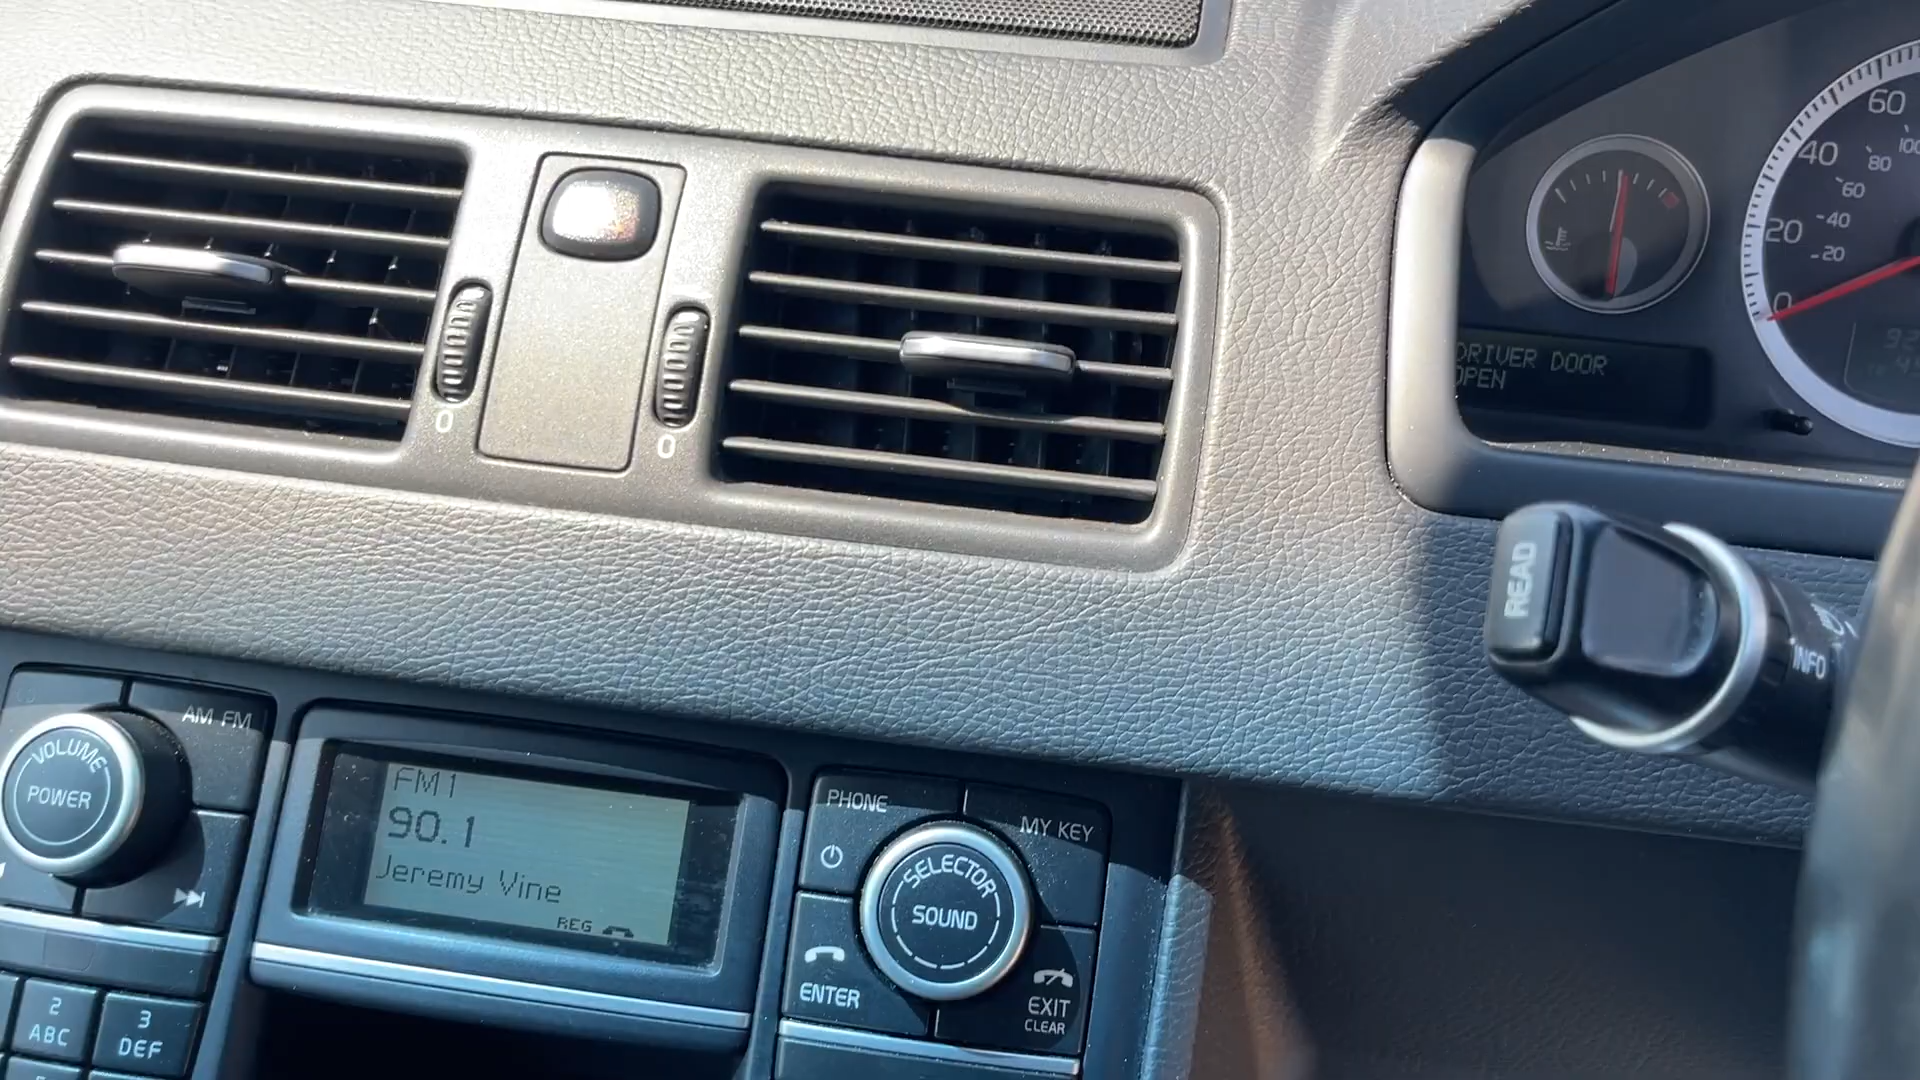 60
40
20
0
100
80
60
40
20
DRIVER DOOR
OPEN
0
0
READ
INFO
VOLUME
POWER
AM FM
FM1
90.1
Jeremy Vine
REG
PHONE
MY KEY
SELECTOR
SOUND
ENTER
EXIT
CLEAR
2
ABC
3
DEF